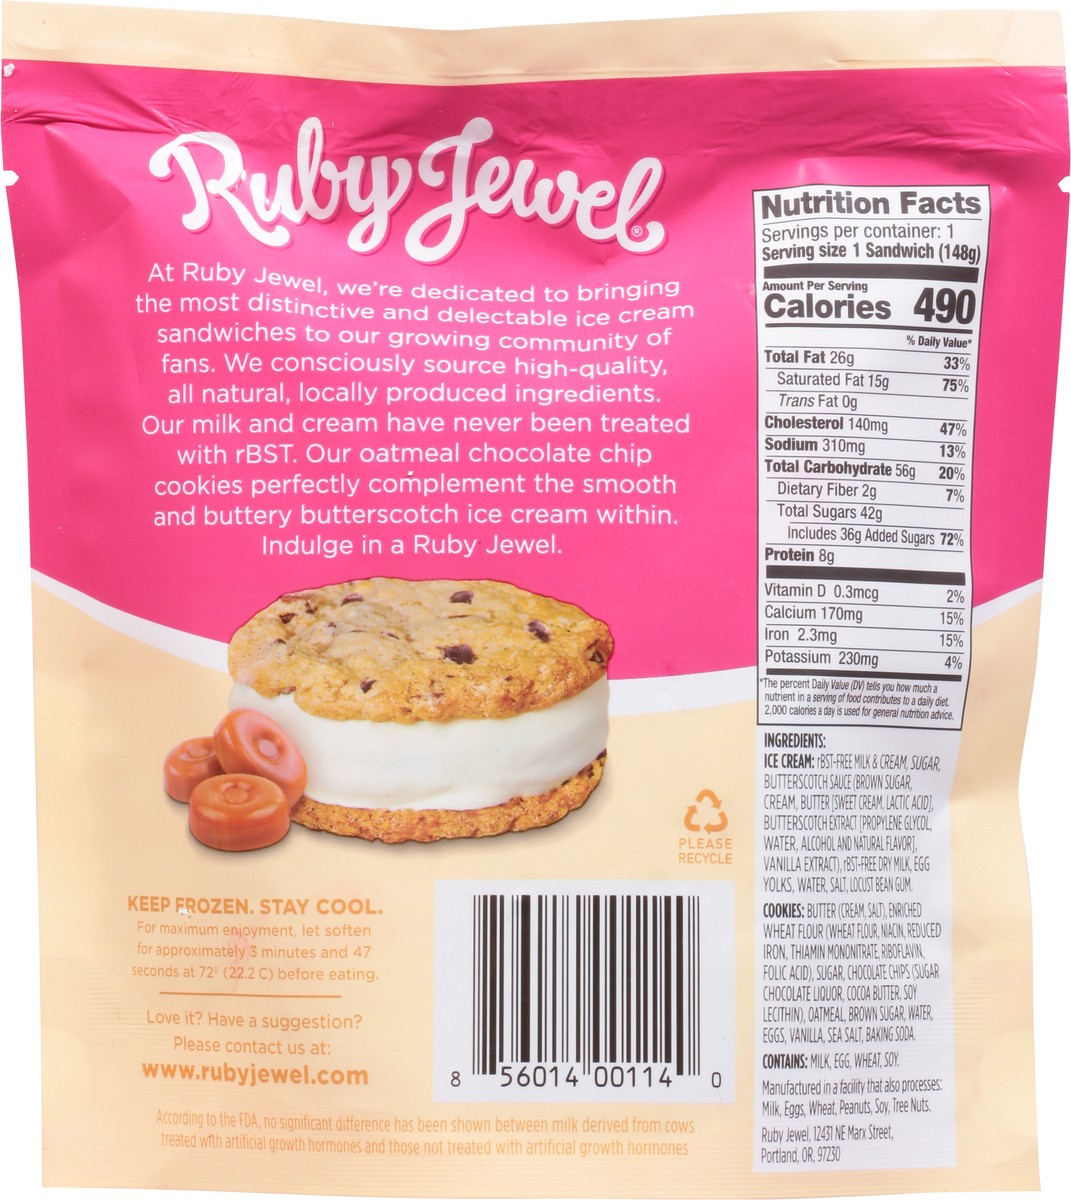 Ruby Jewel®
At Ruby Jewel, we're dedicated to bringing
the most distinctive and delectable ice cream
sandwiches to our growing community of
fans. We consciously source high-quality,
all natural, locally produced ingredients.
Our milk and cream have never been treated
with rBST. Our oatmeal chocolate chip
cookies perfectly complement the smooth
and buttery butterscotch ice cream within.
Indulge in a Ruby Jewel.
PLEASE
RECYCLE
KEEP FROZEN. STAY COOL.
For maximum enjoyment, let soften
for approximately 3 minutes and 47
seconds at 72º (22.2 C) before eating.
Love it? Have a suggestion?
Please contact us at:
www.rubyjewel.com
8 56014 00114 0
According to the FDA, no significant difference has been shown between milk derived from cows
treated with artificial growth hormones and those not treated with artificial growth hormones
Nutrition Facts
Servings per container: 1
Serving size 1 Sandwich (148g)
Amount Per Serving
Calories 490
% Daily Value*
Total Fat 26g 33%
Saturated Fat 15g 75%
Trans Fat 0g
Cholesterol 140mg 47%
Sodium 310mg 13%
Total Carbohydrate 56g 20%
Dietary Fiber 2g 7%
Total Sugars 42g
Includes 36g Added Sugars 72%
Protein 8g
Vitamin D 0.3mcg 2%
Calcium 170mg 15%
Iron 2.3mg 15%
Potassium 230mg 4%
*The percent Daily Value (DV) tells you how much a
nutrient in a serving of food contributes to a daily diet.
2,000 calories a day is used for general nutrition advice.
INGREDIENTS:
ICE CREAM: rBST-FREE MILK & CREAM, SUGAR,
BUTTERSCOTCH SAUCE (BROWN SUGAR,
CREAM, BUTTER [SWEET CREAM, LACTIC ACID],
BUTTERSCOTCH EXTRACT [PROPYLENE GLYCOL,
WATER, ALCOHOL AND NATURAL FLAVOR],
VANILLA EXTRACT), rBST-FREE DRY MILK, EGG
YOLKS, WATER, SALT, LOCUST BEAN GUM.
COOKIES: BUTTER (CREAM, SALT), ENRICHED
WHEAT FLOUR (WHEAT FLOUR, NIACIN, REDUCED
IRON, THIAMIN MONONITRATE, RIBOFLAVIN,
FOLIC ACID), SUGAR, CHOCOLATE CHIPS (SUGAR
CHOCOLATE LIQUOR, COCOA BUTTER, SOY
LECITHIN), OATMEAL, BROWN SUGAR, WATER,
EGGS, VANILLA, SEA SALT, BAKING SODA.
CONTAINS: MILK, EGG, WHEAT, SOY.
Manufactured in a facility that also processes:
Milk, Eggs, Wheat, Peanuts, Soy, Tree Nuts.
Ruby Jewel, 12431 NE Marx Street,
Portland, OR, 97230